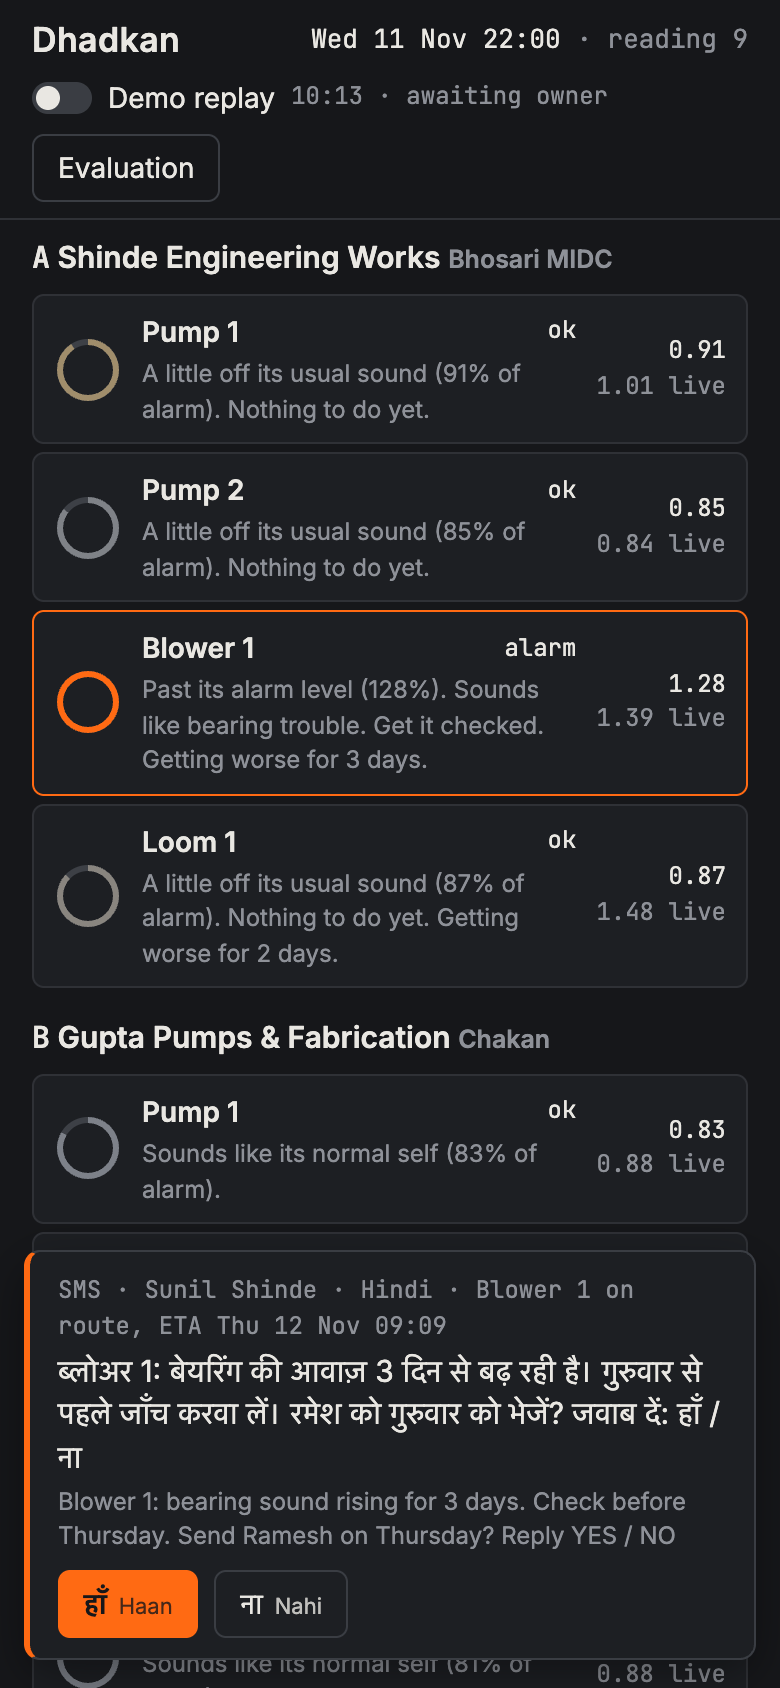 Dhadkan
Wed 11 Nov 22:00 · reading 9
Demo replay 10:13 · awaiting owner
Evaluation
A Shinde Engineering Works Bhosari MIDC
Pump 1 ok
0.91
A little off its usual sound (91% of
1.01 live
alarm). Nothing to do yet.
Pump 2 ok
0.85
A little off its usual sound (85% of
0.84 live
alarm). Nothing to do yet.
Blower 1 alarm
1.28
Past its alarm level (128%). Sounds
1.39 live
like bearing trouble. Get it checked.
Getting worse for 3 days.
Loom 1 ok
0.87
A little off its usual sound (87% of
1.48 live
alarm). Nothing to do yet. Getting
worse for 2 days.
B Gupta Pumps & Fabrication Chakan
Pump 1 ok
0.83
Sounds like its normal self (83% of
0.88 live
alarm).
SMS · Sunil Shinde · Hindi · Blower 1 on
route, ETA Thu 12 Nov 09:09
ब्लोअर 1: बेयरिंग की आवाज़ 3 दिन से बढ़ रही है। गुरुवार से
पहले जाँच करवा लें। रमेश को गुरुवार को भेजें? जवाब दें: हाँ /
ना
Blower 1: bearing sound rising for 3 days. Check before
Thursday. Send Ramesh on Thursday? Reply YES / NO
हाँ Haan
ना Nahi
Sounds like its normal self (81% of
0.88 live